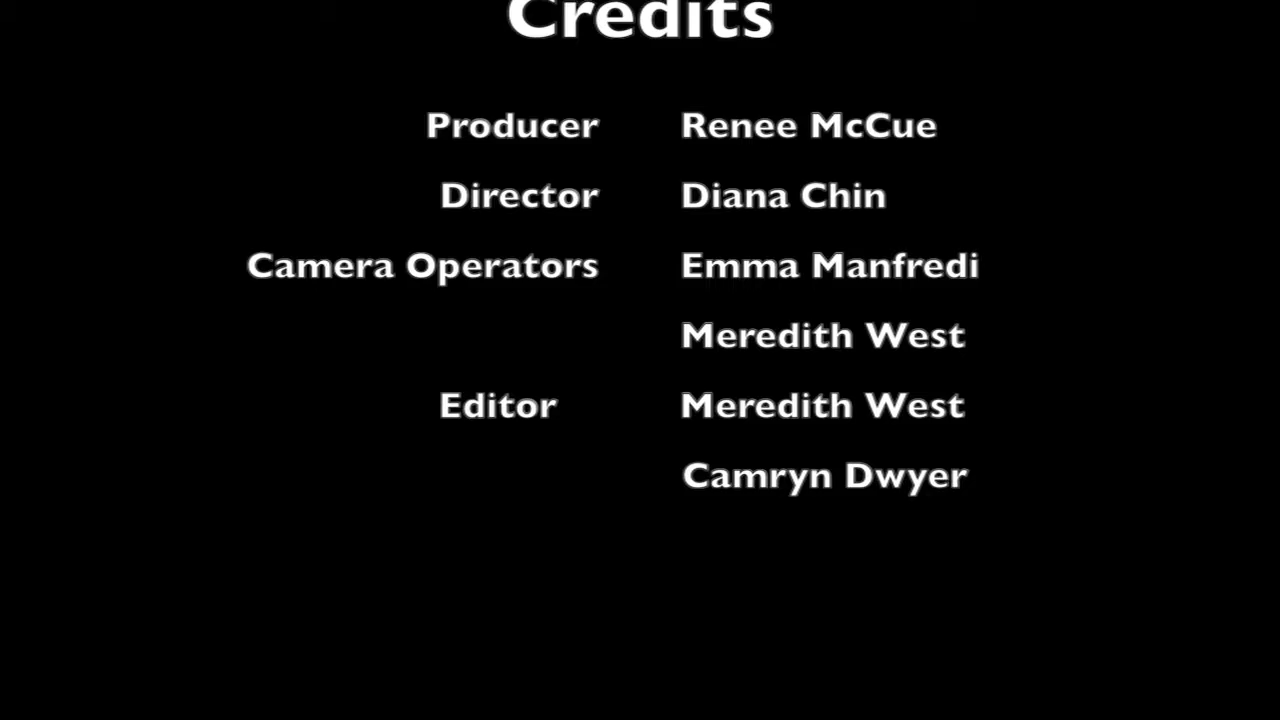 Credits
Producer Renee McCue
Director Diana Chin
Camera Operators Emma Manfredi
Meredith West
Editor Meredith West
Camryn Dwyer